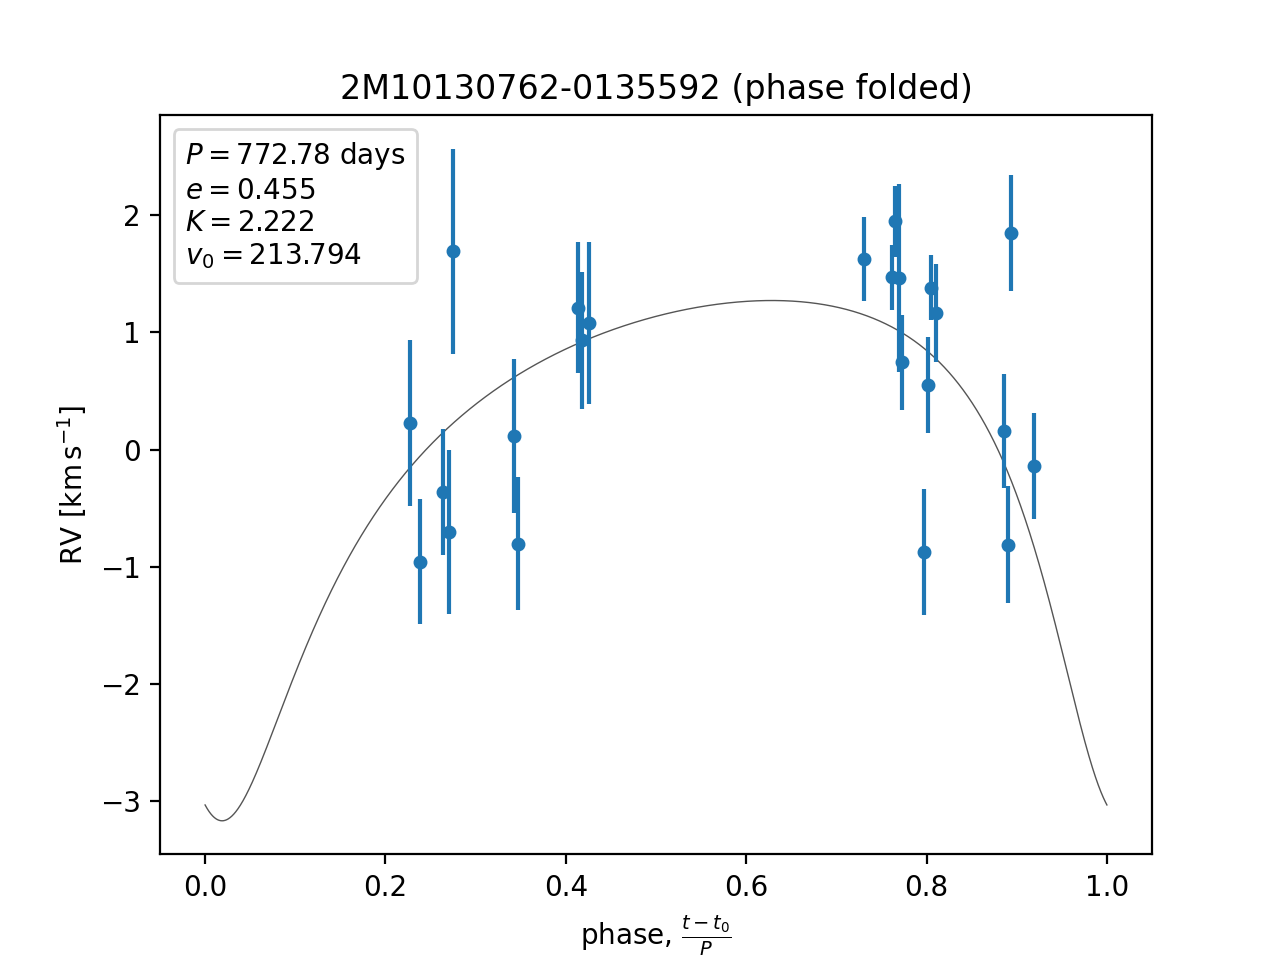 2M10130762-0135592 (phase folded)
P = 772.78 days
e = 0.455
K = 2.222
v₀ = 213.794
2
1
0
−1
−2
−3
RV [km s⁻¹]
0.0 0.2 0.4 0.6 0.8 1.0
phase, (t − t₀)/P